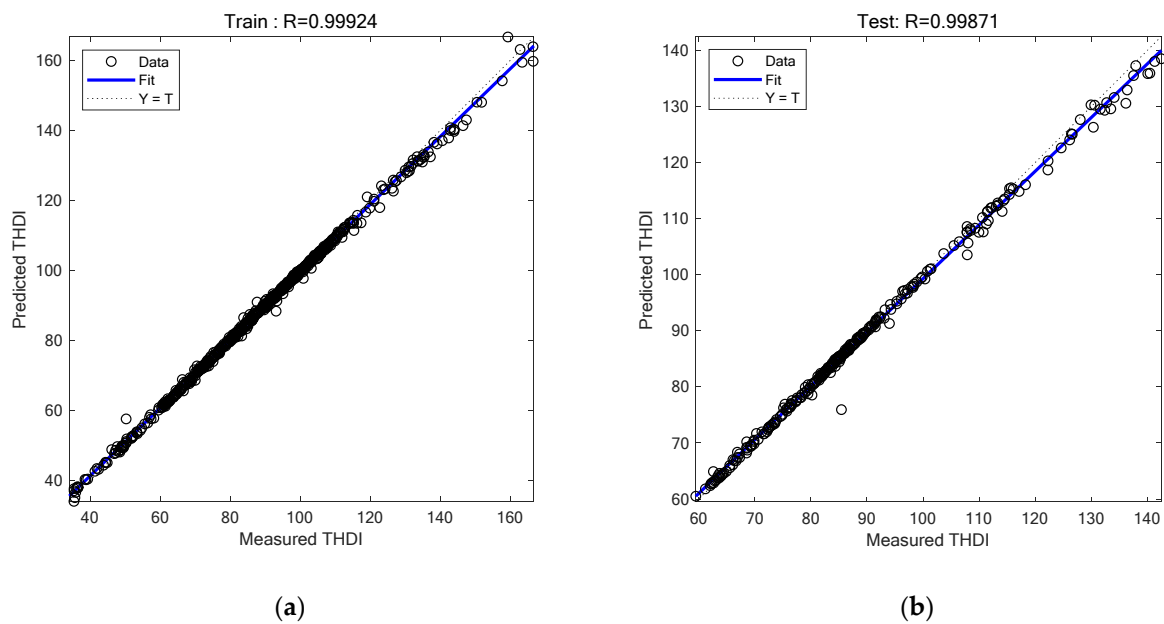 Train : R=0.99924
Data
Fit
Y = T
160
140
120
100
80
60
40
Predicted THDI
40 60 80 100 120 140 160
Measured THDI
(a)
Test: R=0.99871
Data
Fit
Y = T
140
130
120
110
100
90
80
70
60
Predicted THDI
60 70 80 90 100 110 120 130 140
Measured THDI
(b)